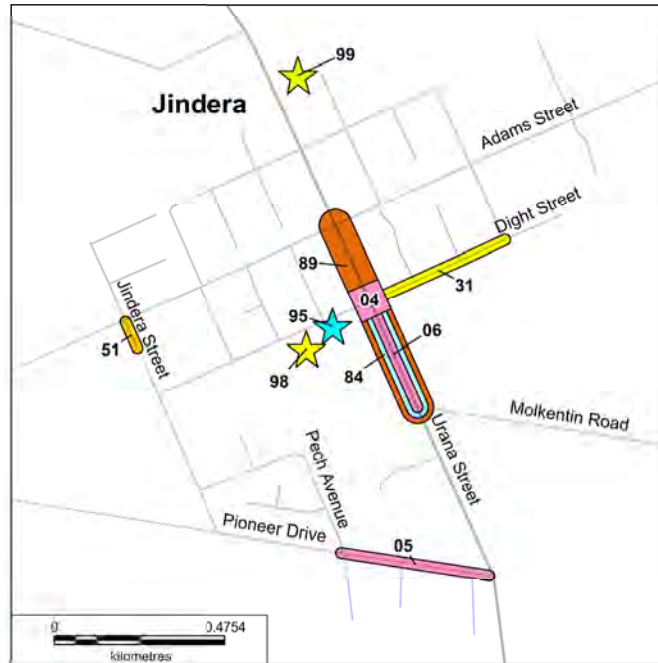 99
Jindera
Adams Street
Dight Street
89
31
04
95
06
Jindera Street
51
98
84
Molkentin Road
Urana Street
Pech Avenue
Pioneer Drive
05
0 0.4754
kilometres